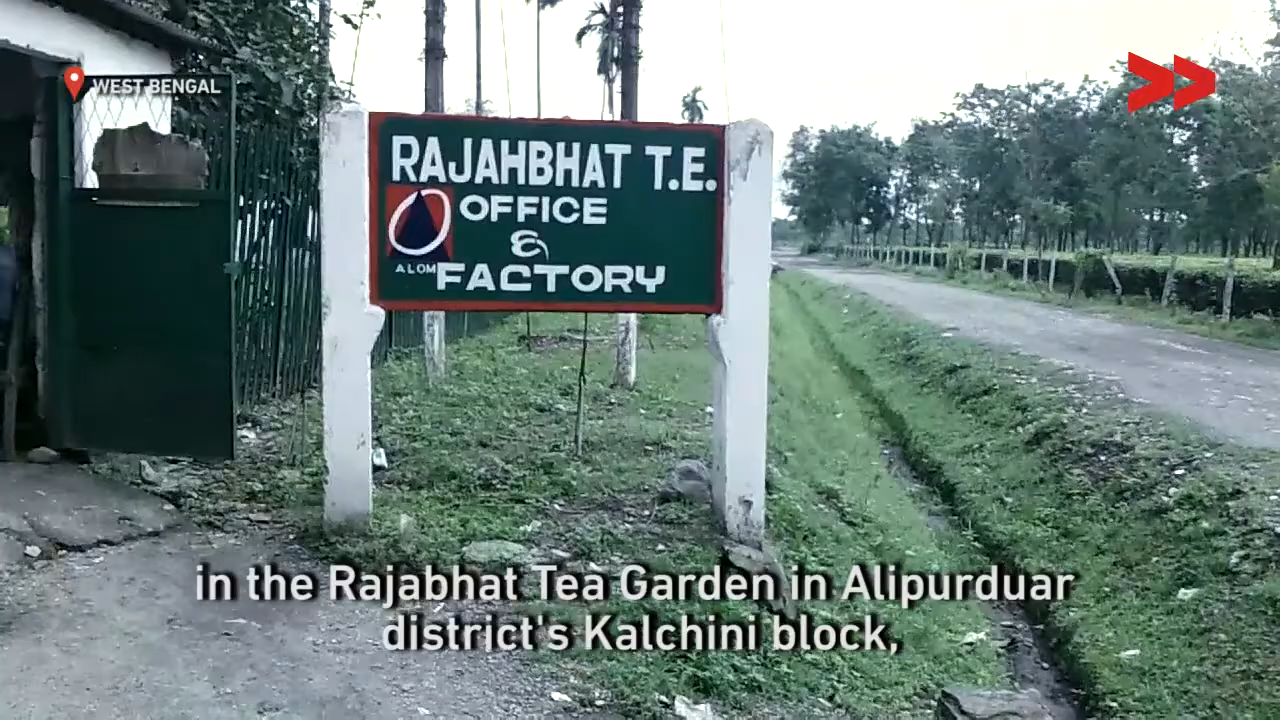 WEST BENGAL
RAJAHBHAT T.E.
OFFICE
&
ALOM
FACTORY
in the Rajabhat Tea Garden in Alipurduar
district's Kalchini block,